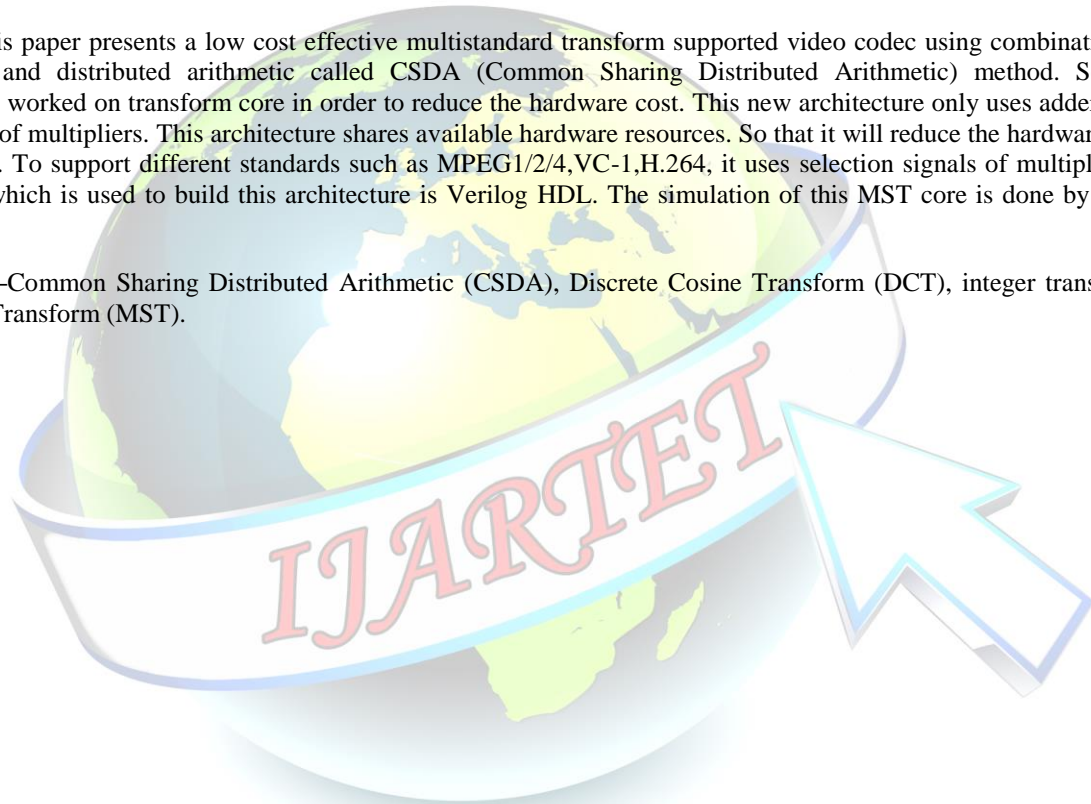 is paper presents a low cost effective multistandard transform supported video codec using combinat
and distributed arithmetic called CSDA (Common Sharing Distributed Arithmetic) method. S
worked on transform core in order to reduce the hardware cost. This new architecture only uses adde
of multipliers. This architecture shares available hardware resources. So that it will reduce the hardwar
. To support different standards such as MPEG1/2/4,VC-1,H.264, it uses selection signals of multipl
which is used to build this architecture is Verilog HDL. The simulation of this MST core is done by
-Common Sharing Distributed Arithmetic (CSDA), Discrete Cosine Transform (DCT), integer trans
Transform (MST).
IJARTET